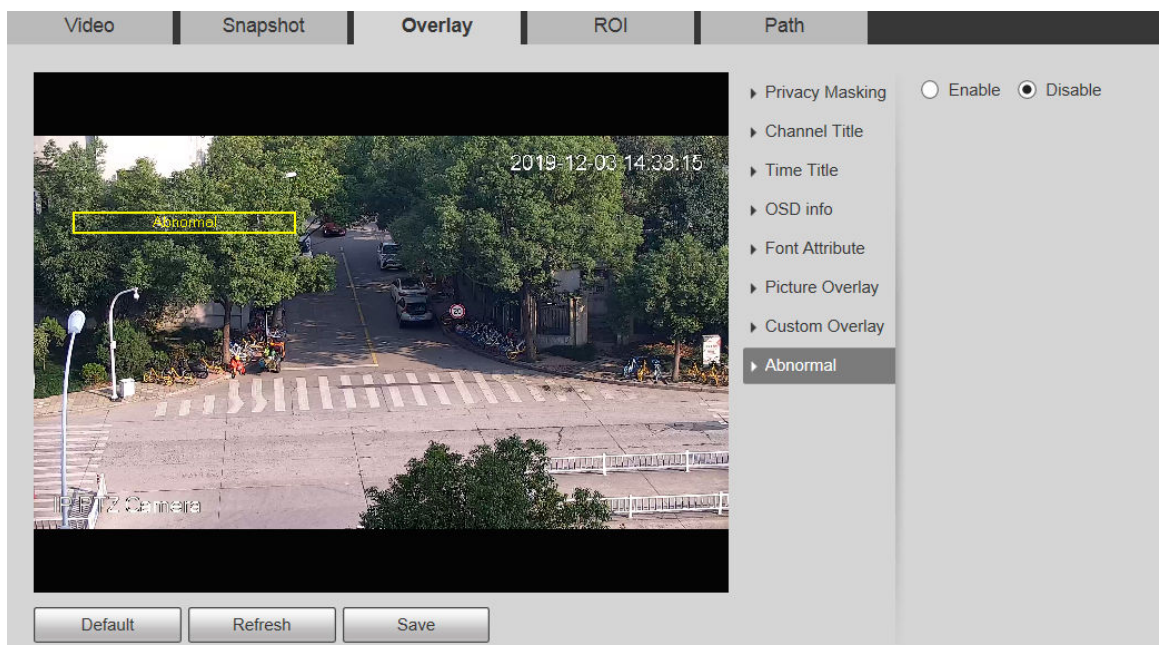 Video Snapshot Overlay ROI Path
2019-12-03 14:33:15
Abnormal
20
IP PTZ Camera
Privacy Masking
Channel Title
Time Title
OSD info
Font Attribute
Picture Overlay
Custom Overlay
Abnormal
Enable Disable
Default Refresh Save